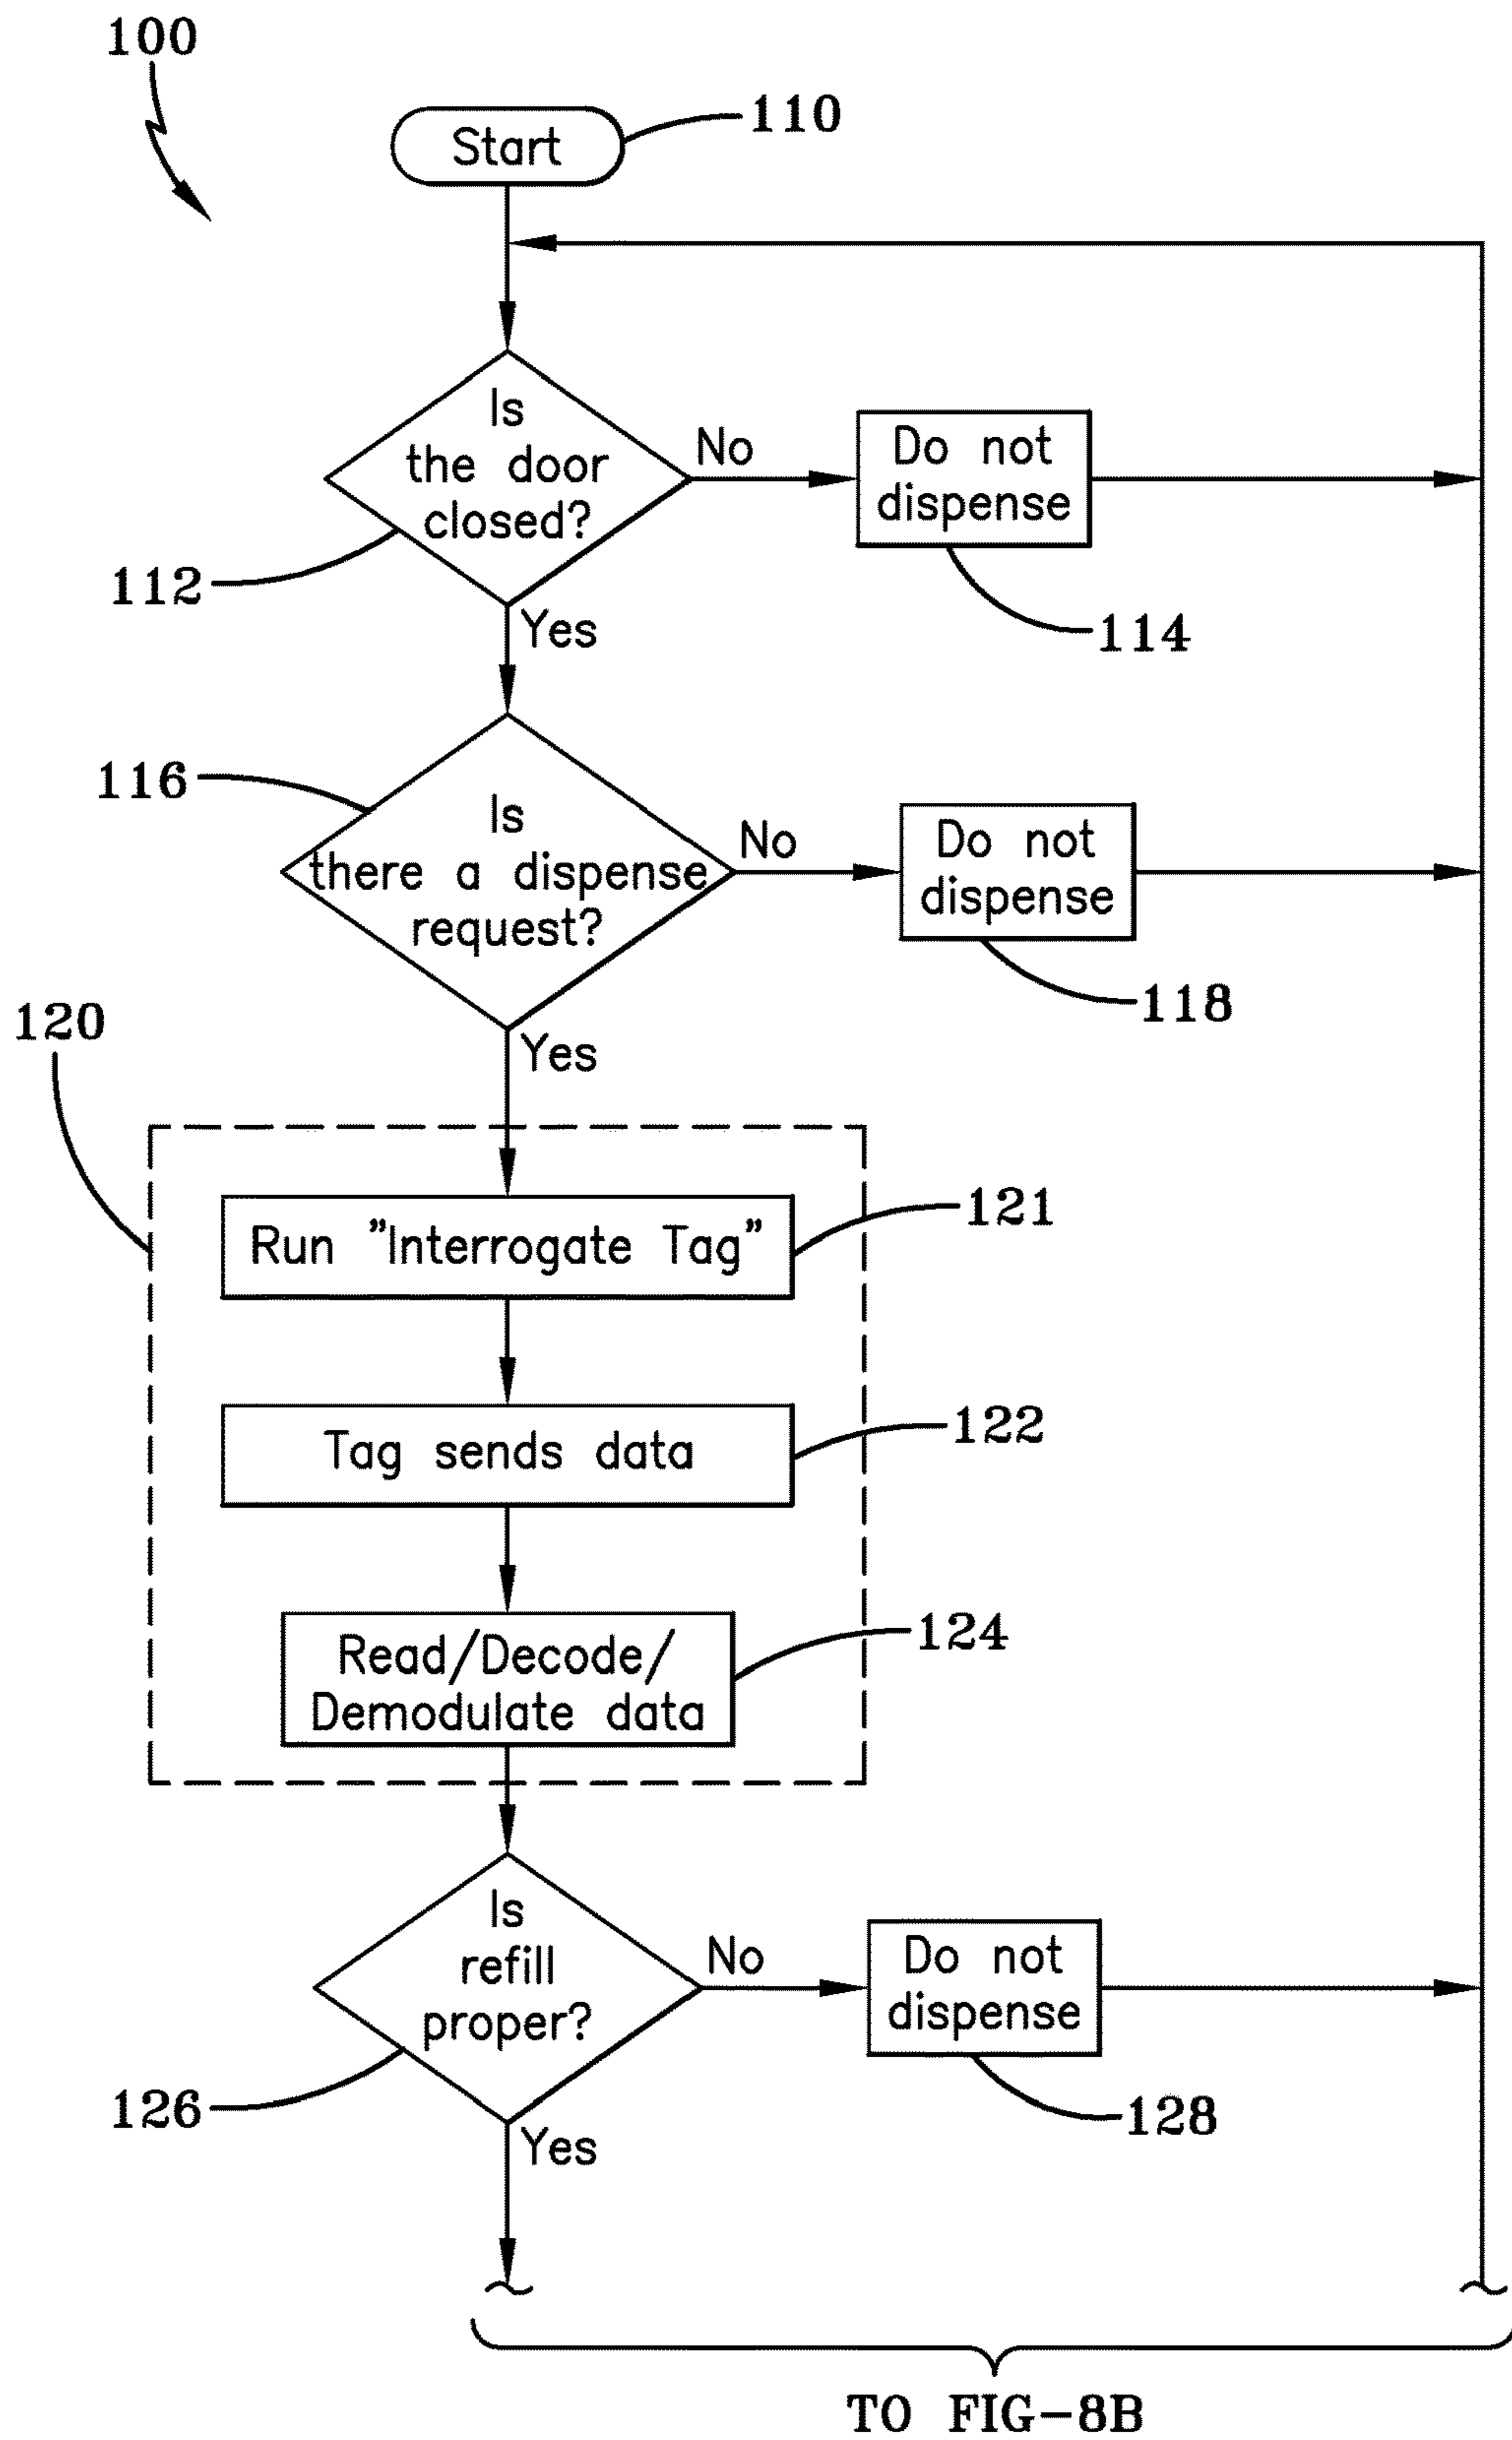 100
Start
110
Is
the door
closed?
No
Do not
dispense
112
Yes
114
116
Is
there a dispense
request?
No
Do not
dispense
118
120
Yes
Run "Interrogate Tag"
121
Tag sends data
122
Read/Decode/
Demodulate data
124
Is
refill
proper?
No
Do not
dispense
126
Yes
128
TO FIG-8B